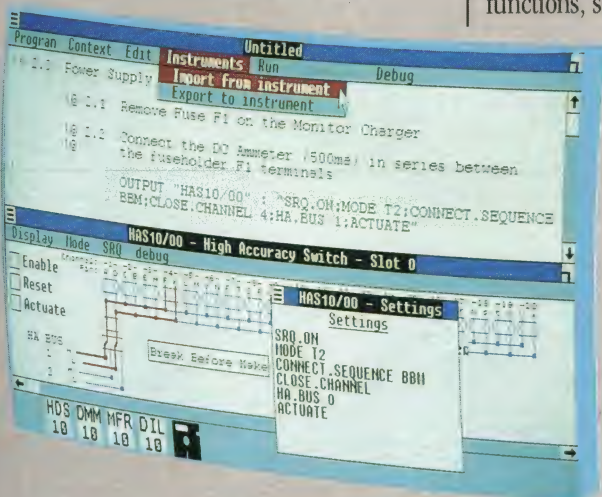 functions, s
Untitled
Program Context Edit Instruments Run Debug
Import from instrument
Export to instrument
Power Supply
!@ 1.1 Remove Fuse F1 on the Monitor Charger
!@ 1.2 Connect the DC Ammeter (500ma) in series between
!@ the fuseholder F1 terminals
OUTPUT "HAS10/00" : "SRQ.ON;MODE T2;CONNECT.SEQUENCE
BBM;CLOSE.CHANNEL 4;HA.BUS 1;ACTUATE"
HAS10/00 - High Accuracy Switch - Slot 0
Display Mode SRQ debug
Enable
Reset
Actuate
HA BUS
1
2
Break Before Make
HAS10/00 - Settings
Settings
SRQ.ON
MODE T2
CONNECT.SEQUENCE BBM
CLOSE.CHANNEL
HA.BUS 0
ACTUATE
HDS DMM MFR DIL
10 10 10 10